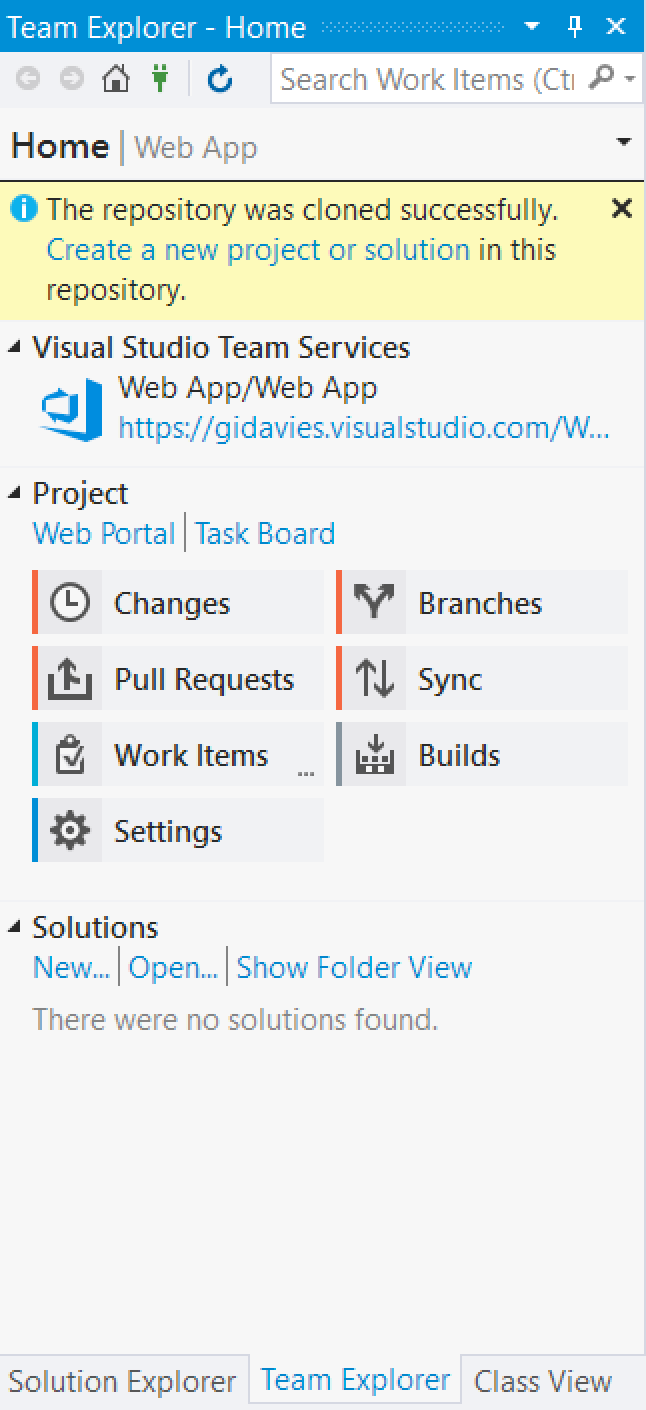 Team Explorer - Home
Search Work Items (Ct
Home | Web App
The repository was cloned successfully.
Create a new project or solution in this
repository.
Visual Studio Team Services
Web App/Web App
https://gidavies.visualstudio.com/W...
Project
Web Portal | Task Board
Changes
Branches
Pull Requests
Sync
Work Items ...
Builds
Settings
Solutions
New... | Open... | Show Folder View
There were no solutions found.
Solution Explorer Team Explorer Class View